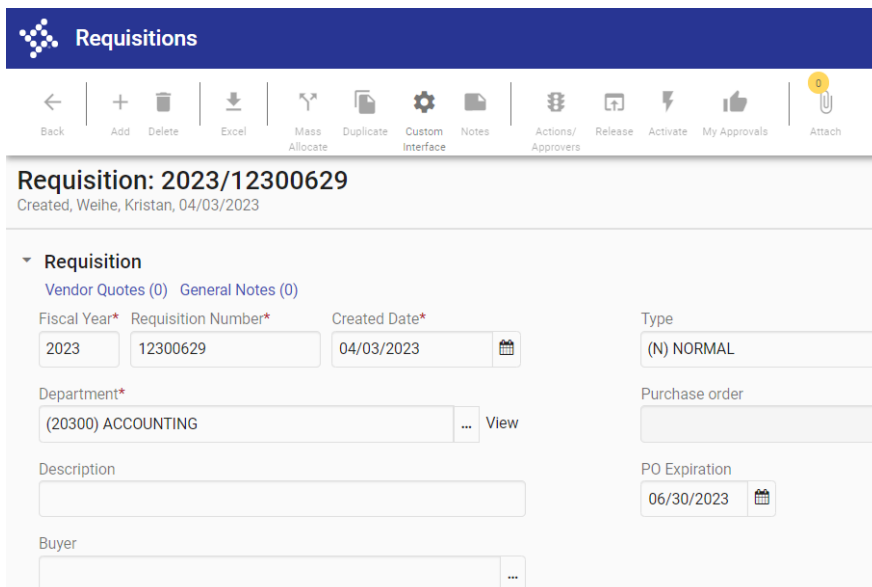 Requisitions
Back Add Delete Excel Mass Allocate Duplicate Custom Interface Notes Actions/ Approvers Release Activate My Approvals 0 Attach
Requisition: 2023/12300629
Created, Weihe, Kristan, 04/03/2023
Requisition
Vendor Quotes (0) General Notes (0)
Fiscal Year* Requisition Number* Created Date* Type
2023 12300629 04/03/2023 (N) NORMAL
Department* Purchase order
(20300) ACCOUNTING ... View
Description PO Expiration
06/30/2023
Buyer
...